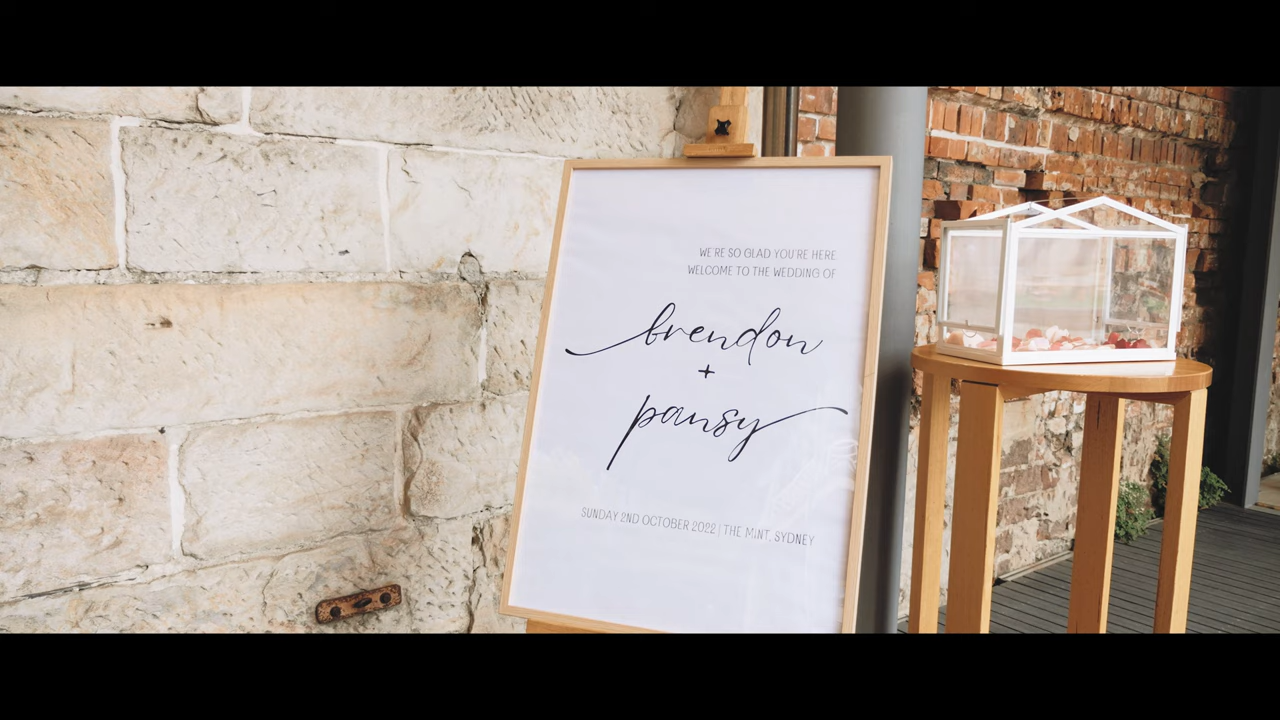 WE'RE SO GLAD YOU'RE HERE
WELCOME TO THE WEDDING OF
brendon
+
pansy
SUNDAY 2ND OCTOBER 2022 | THE MINT, SYDNEY